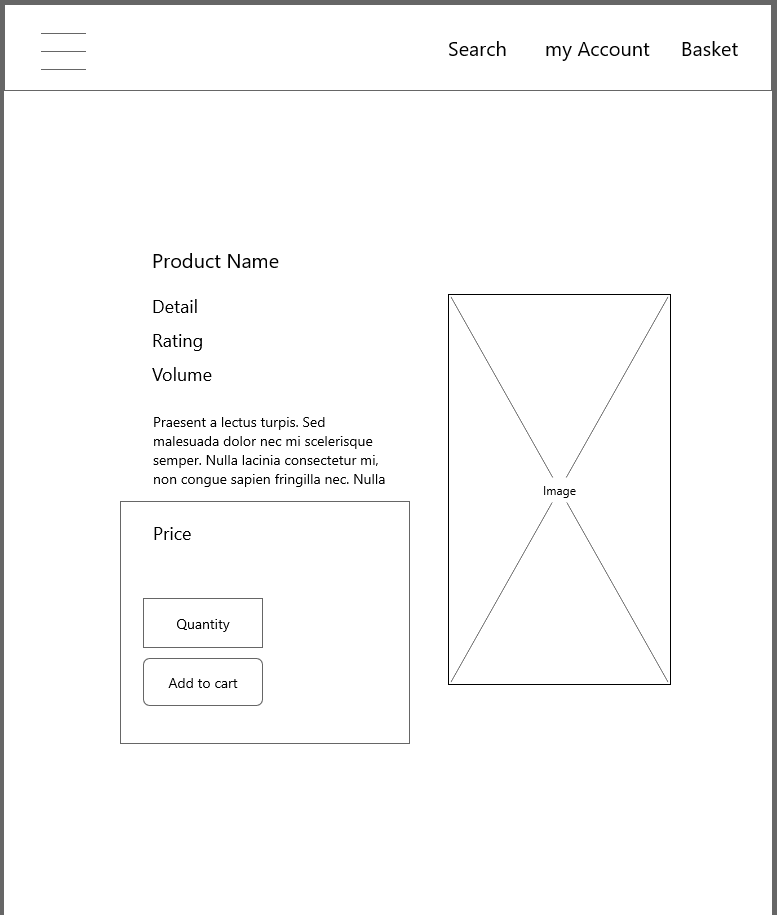 Search my Account Basket
Product Name
Detail
Rating
Volume
Praesent a lectus turpis. Sed
malesuada dolor nec mi scelerisque
semper. Nulla lacinia consectetur mi,
non congue sapien fringilla nec. Nulla
Image
Price
Quantity
Add to cart